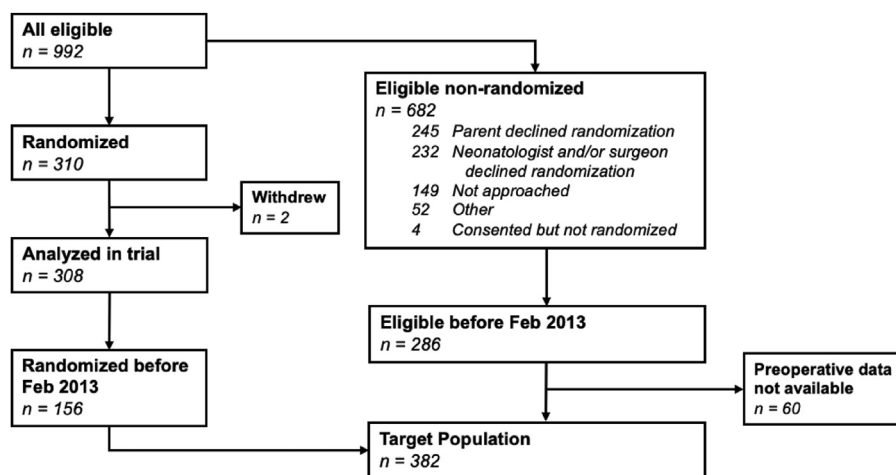 All eligible
n = 992
Eligible non-randomized
n = 682
245 Parent declined randomization
232 Neonatologist and/or surgeon
declined randomization
149 Not approached
52 Other
4 Consented but not randomized
Randomized
n = 310
Withdrew
n = 2
Analyzed in trial
n = 308
Eligible before Feb 2013
n = 286
Randomized before
Feb 2013
n = 156
Preoperative data
not available
n = 60
Target Population
n = 382